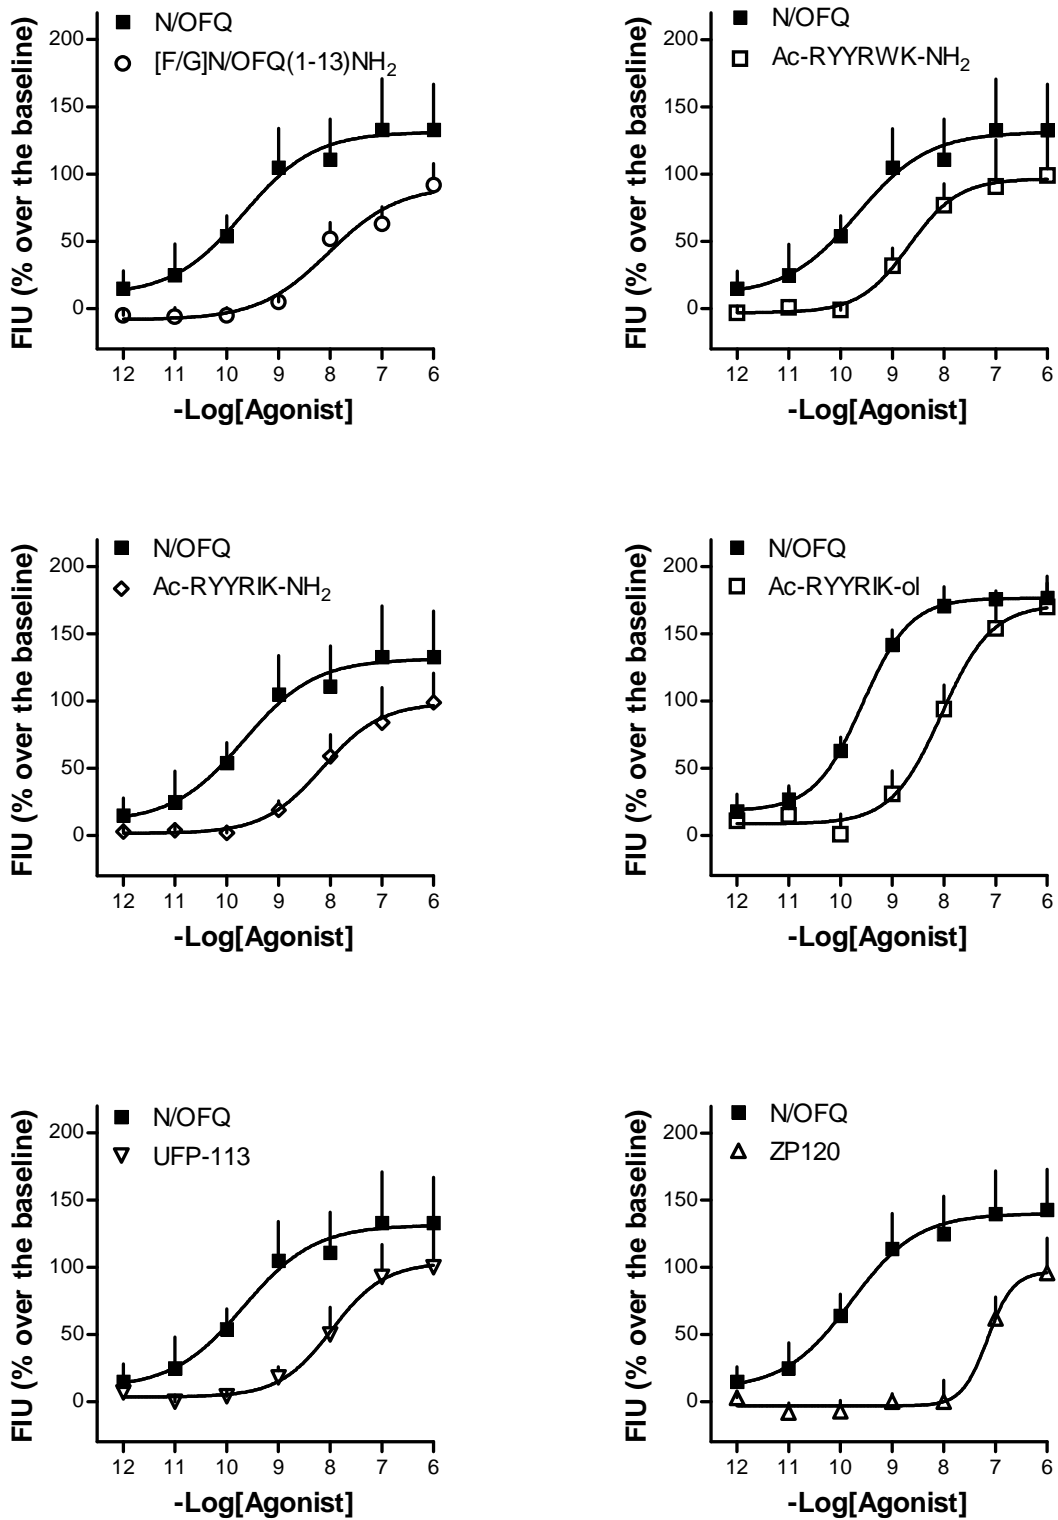 N/OFQ
[F/G]N/OFQ(1-13)NH2
FIU (% over the baseline)
200
150
100
50
0
12 11 10 9 8 7 6
-Log[Agonist]
N/OFQ
Ac-RYYRWK-NH2
FIU (% over the baseline)
200
150
100
50
0
12 11 10 9 8 7 6
-Log[Agonist]
N/OFQ
Ac-RYYRIK-NH2
FIU (% over the baseline)
200
150
100
50
0
12 11 10 9 8 7 6
-Log[Agonist]
N/OFQ
Ac-RYYRIK-ol
FIU (% over the baseline)
200
150
100
50
0
12 11 10 9 8 7 6
-Log[Agonist]
N/OFQ
UFP-113
FIU (% over the baseline)
200
150
100
50
0
12 11 10 9 8 7 6
-Log[Agonist]
N/OFQ
ZP120
FIU (% over the baseline)
200
150
100
50
0
12 11 10 9 8 7 6
-Log[Agonist]